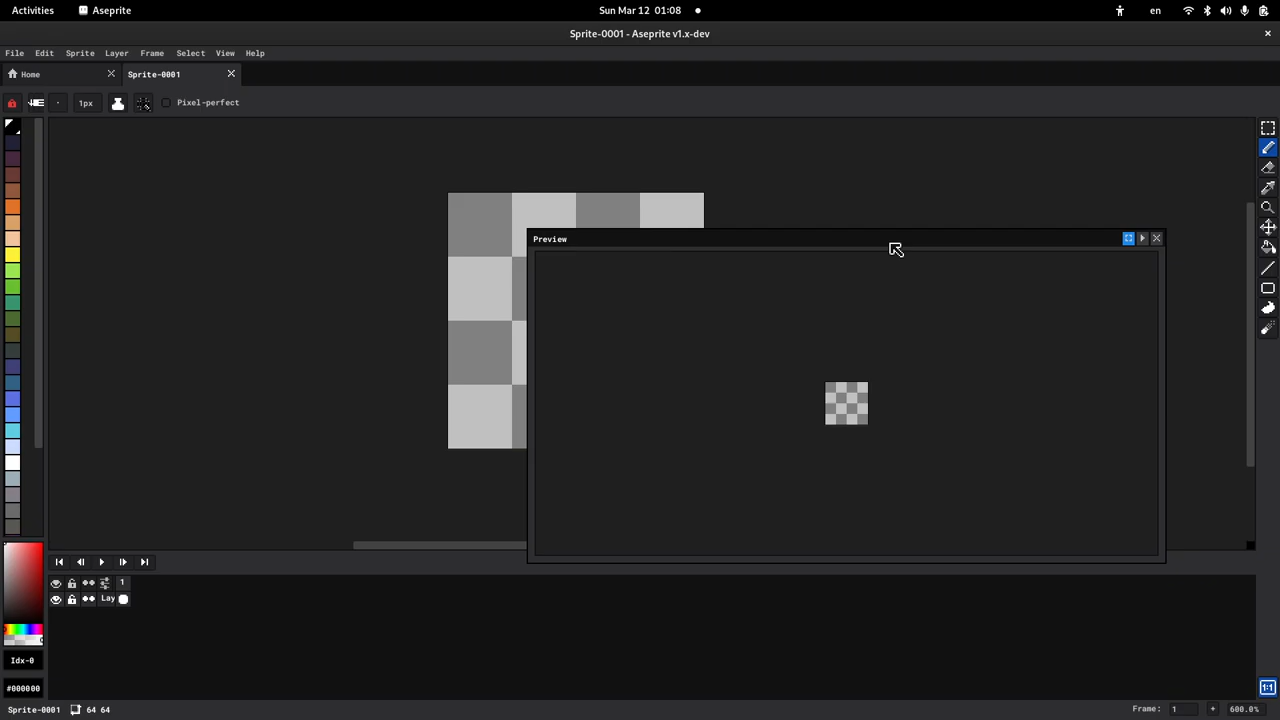 Activities Aseprite Sun Mar 12 01:08 en
Sprite-0001 - Aseprite v1.x-dev
File Edit Sprite Layer Frame Select View Help
Home Sprite-0001
1px Pixel-perfect
Preview
1
Lay
Idx-0
#000000
1:1
Sprite-0001 64 64 Frame: 1 + 600.0%